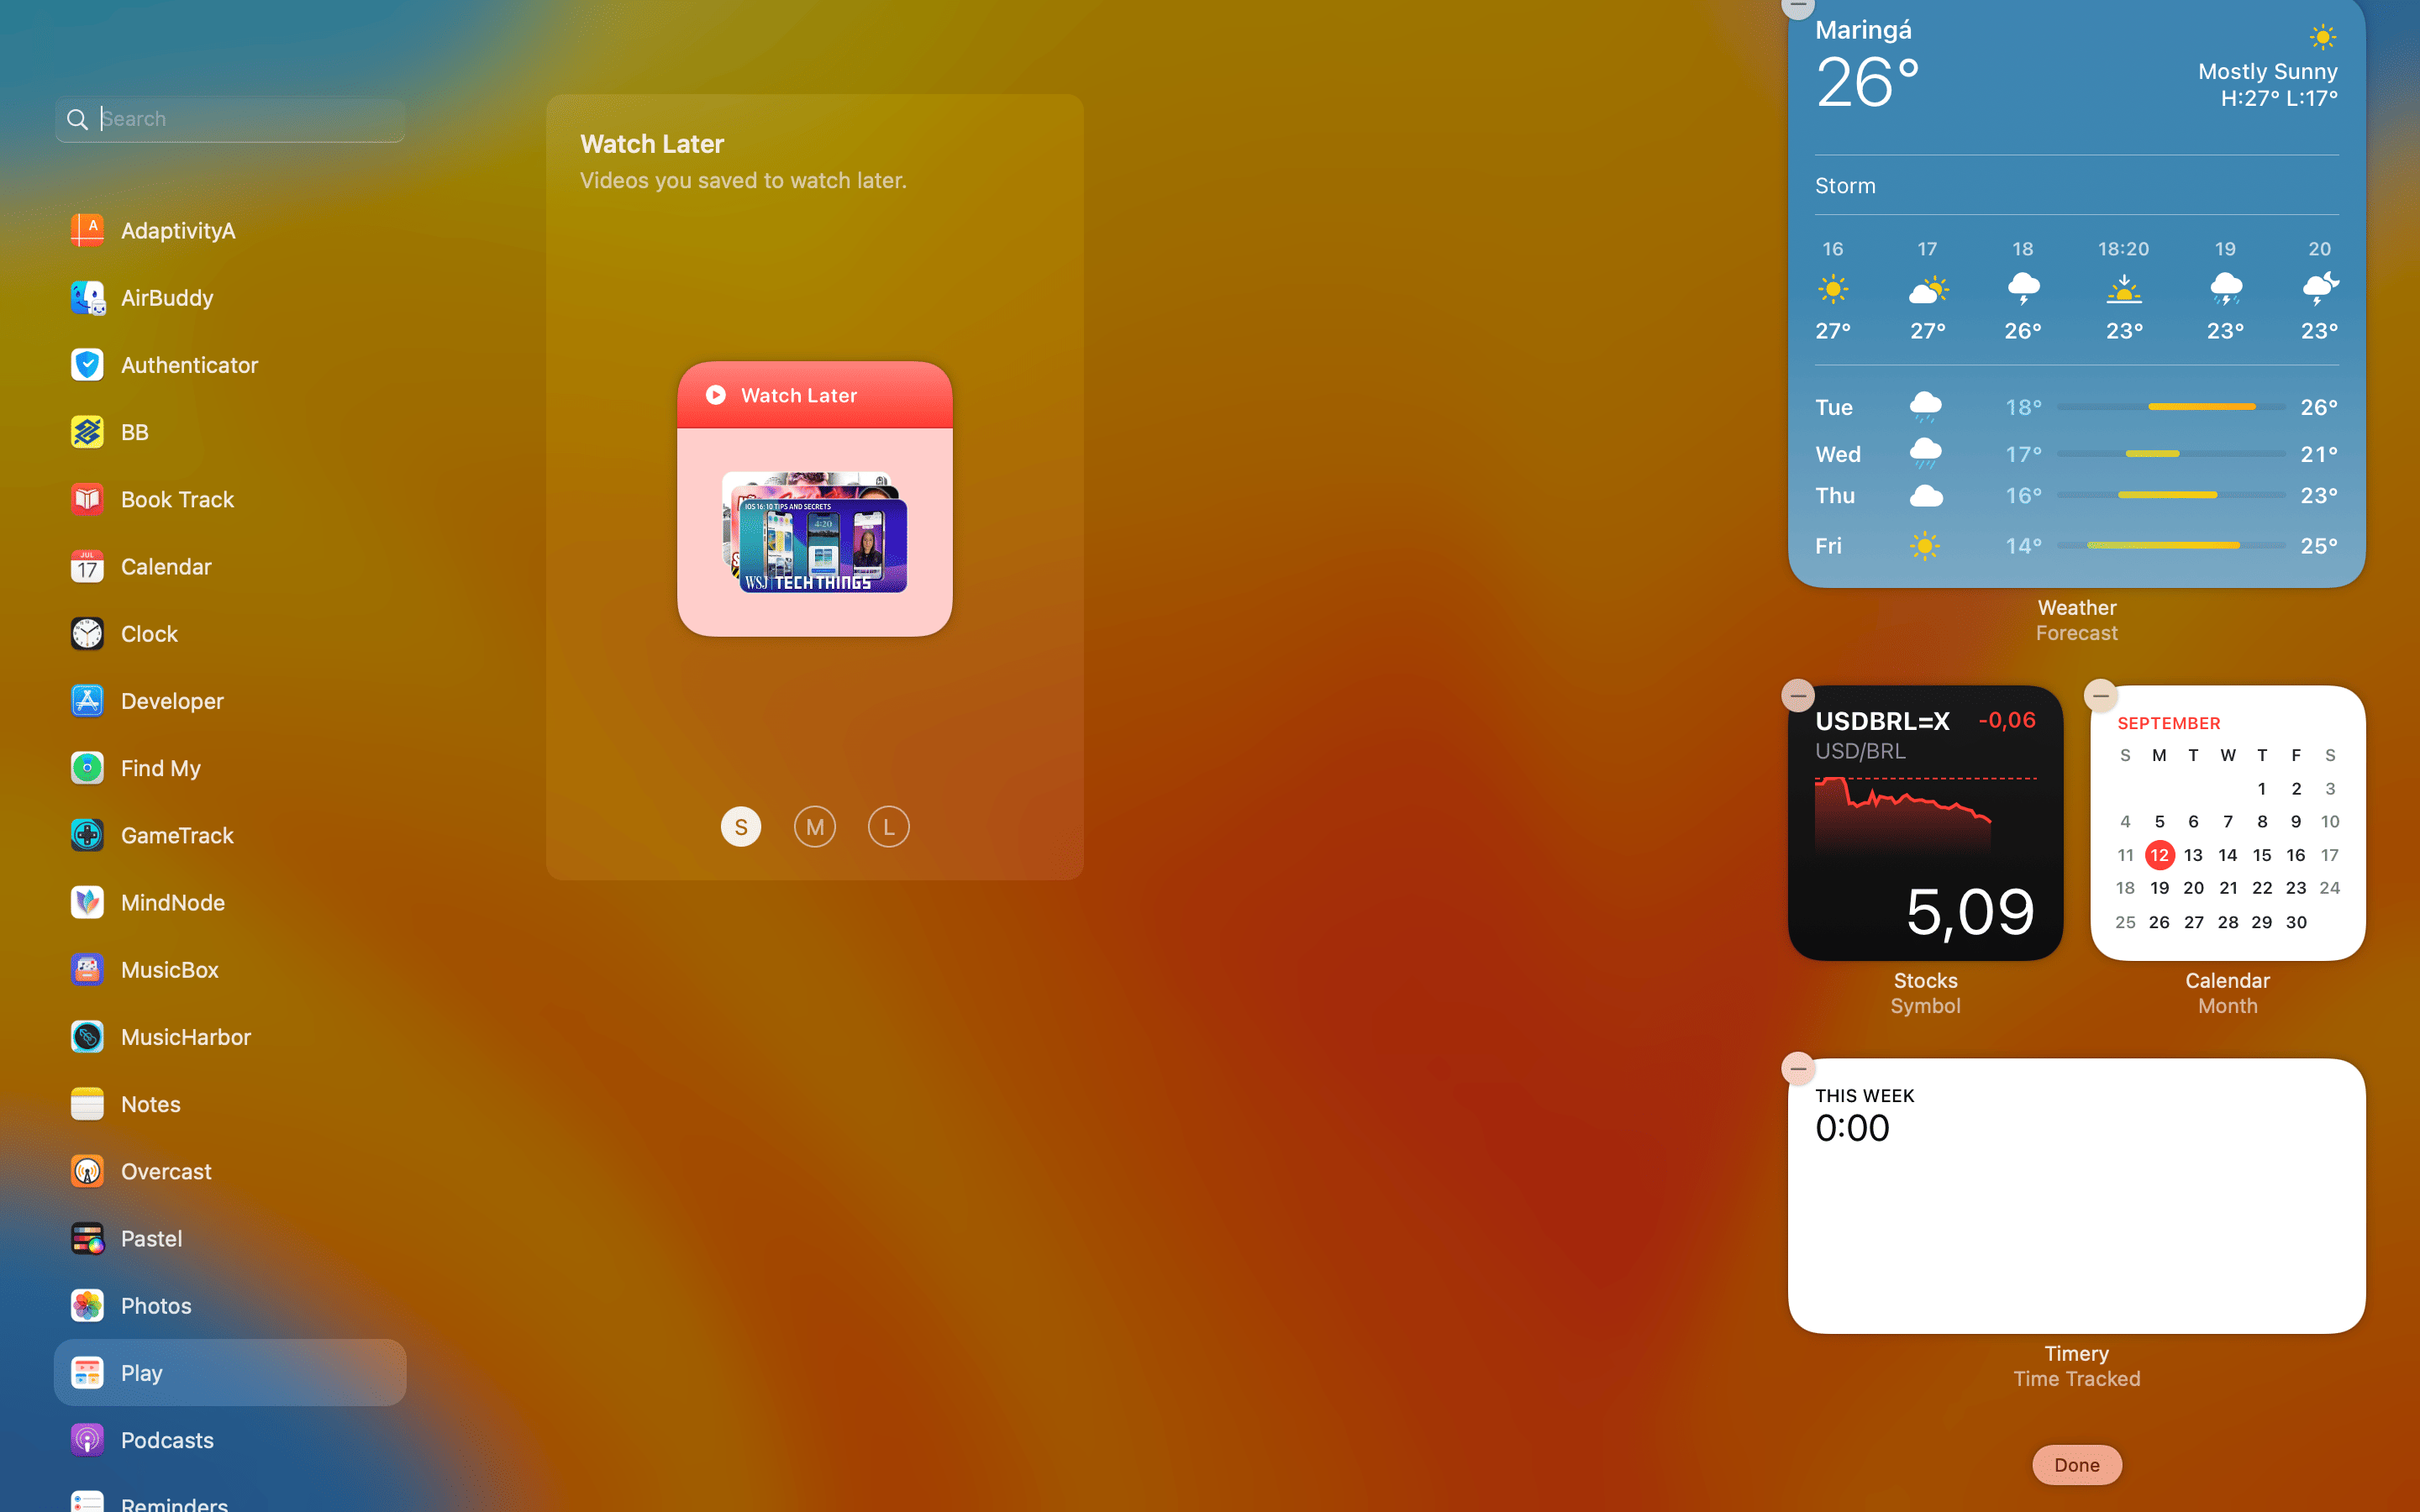 Search
AdaptivityA
AirBuddy
Authenticator
BB
Book Track
JUL
17
Calendar
Clock
Developer
Find My
GameTrack
MindNode
MusicBox
MusicHarbor
Notes
Overcast
Pastel
Photos
Play
Podcasts
Reminders
Watch Later
Videos you saved to watch later.
Watch Later
IOS 16: 10 TIPS AND SECRETS
4:20
WSJ TECH THINGS
S M L
Maringá
26°
Mostly Sunny
H:27° L:17°
Storm
16 17 18 18:20 19 20
27° 27° 26° 23° 23° 23°
Tue 18° 26°
Wed 17° 21°
Thu 16° 23°
Fri 14° 25°
Weather
Forecast
USDBRL=X -0,06
USD/BRL
5,09
Stocks
Symbol
SEPTEMBER
S M T W T F S
1 2 3
4 5 6 7 8 9 10
11 12 13 14 15 16 17
18 19 20 21 22 23 24
25 26 27 28 29 30
Calendar
Month
THIS WEEK
0:00
Timery
Time Tracked
Done